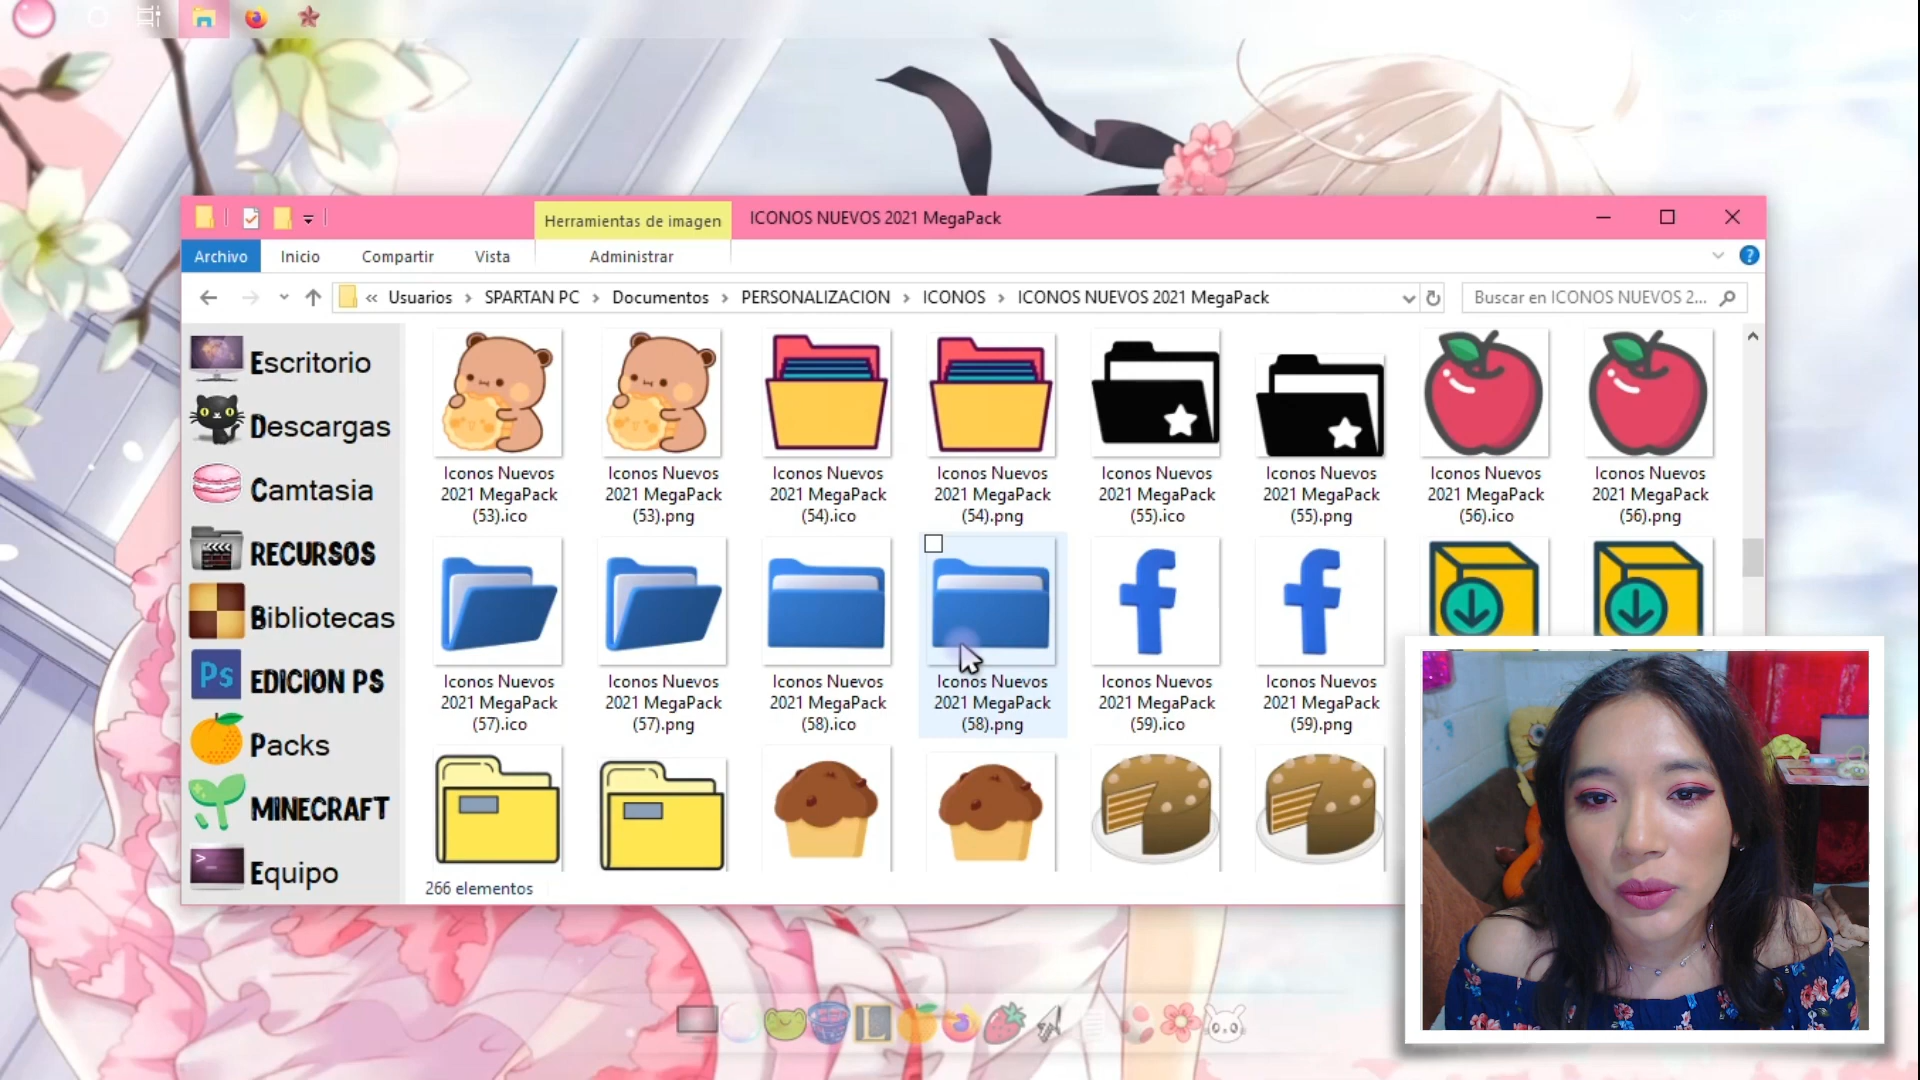 Herramientas de imagen
ICONOS NUEVOS 2021 MegaPack
Archivo
Inicio
Compartir
Vista
Administrar
« Usuarios › SPARTAN PC › Documentos › PERSONALIZACION › ICONOS › ICONOS NUEVOS 2021 MegaPack
Buscar en ICONOS NUEVOS 2...
Escritorio
Descargas
Camtasia
RECURSOS
Bibliotecas
Ps
EDICION PS
Packs
MINECRAFT
Equipo
Iconos Nuevos
2021 MegaPack
(53).ico
Iconos Nuevos
2021 MegaPack
(53).png
Iconos Nuevos
2021 MegaPack
(54).ico
Iconos Nuevos
2021 MegaPack
(54).png
Iconos Nuevos
2021 MegaPack
(55).ico
Iconos Nuevos
2021 MegaPack
(55).png
Iconos Nuevos
2021 MegaPack
(56).ico
Iconos Nuevos
2021 MegaPack
(56).png
Iconos Nuevos
2021 MegaPack
(57).ico
Iconos Nuevos
2021 MegaPack
(57).png
Iconos Nuevos
2021 MegaPack
(58).ico
Iconos Nuevos
2021 MegaPack
(58).png
Iconos Nuevos
2021 MegaPack
(59).ico
Iconos Nuevos
2021 MegaPack
(59).png
266 elementos
L